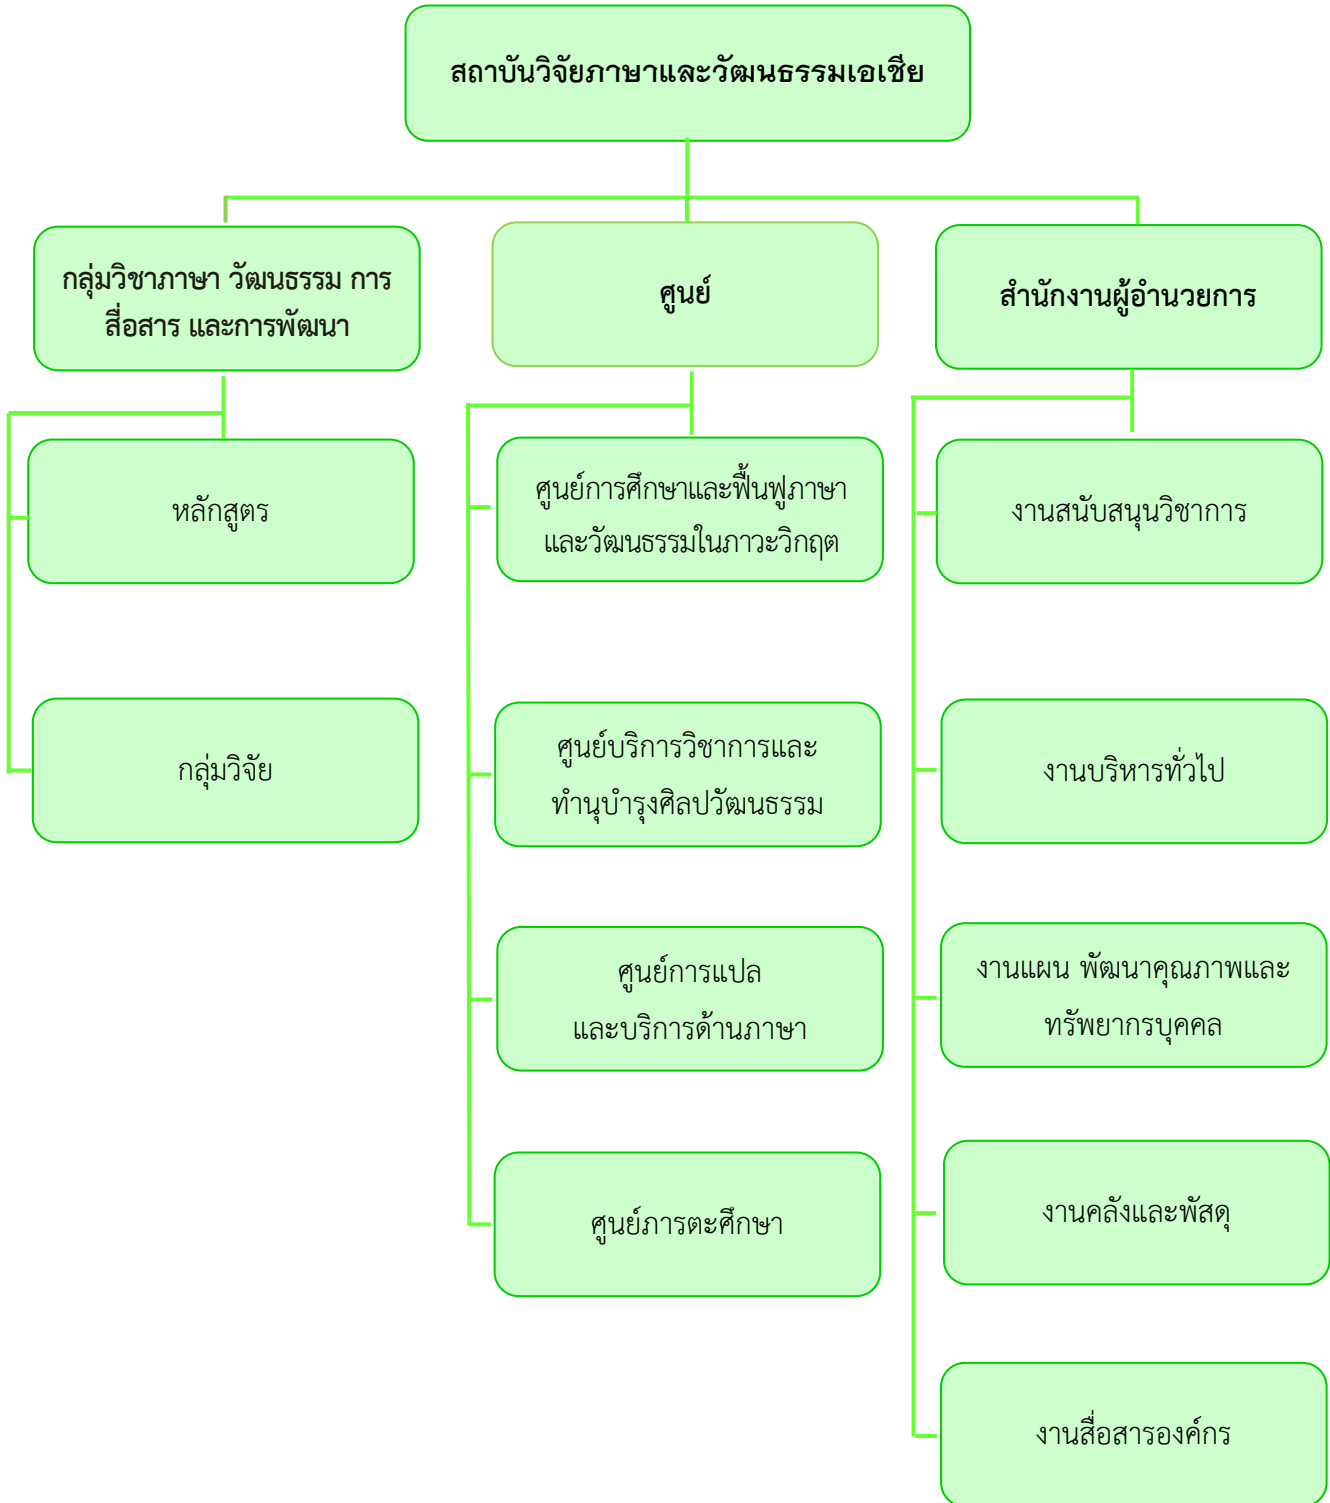 สถาบันวิจัยภาษาและวัฒนธรรมเอเชีย
กลุ่มวิชาภาษา วัฒนธรรม การ
สื่อสาร และการพัฒนา
ศูนย์
สำนักงานผู้อำนวยการ
หลักสูตร
กลุ่มวิจัย
ศูนย์การศึกษาและฟื้นฟูภาษา
และวัฒนธรรมในภาวะวิกฤต
ศูนย์บริการวิชาการและ
ทำนุบำรุงศิลปวัฒนธรรม
ศูนย์การแปล
และบริการด้านภาษา
ศูนย์ภารตะศึกษา
งานสนับสนุนวิชาการ
งานบริหารทั่วไป
งานแผน พัฒนาคุณภาพและ
ทรัพยากรบุคคล
งานคลังและพัสดุ
งานสื่อสารองค์กร